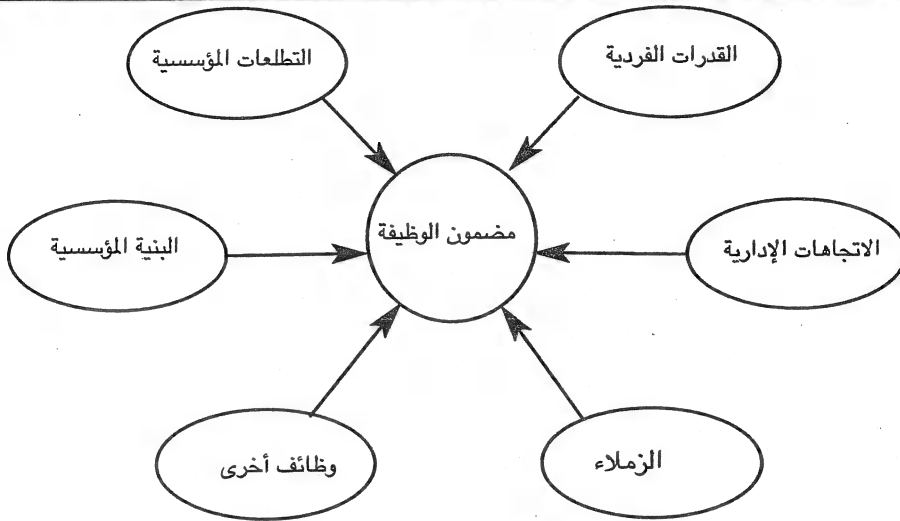 القدرات الفردية
التطلعات المؤسسية
مضمون الوظيفة
الاتجاهات الإدارية
البنية المؤسسية
الزملاء
وظائف أخرى